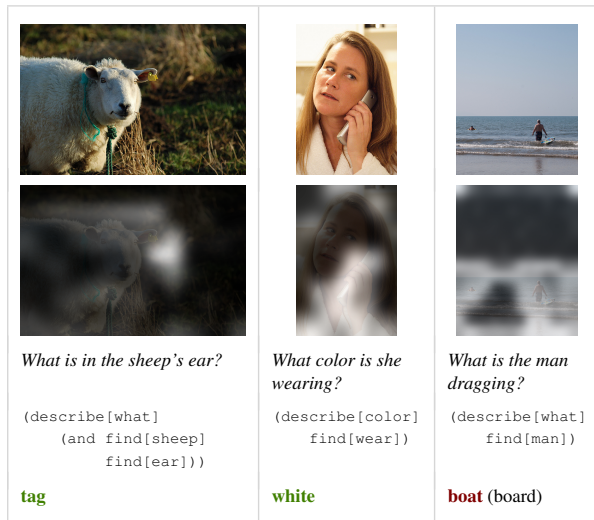 What is in the sheep's ear?
(describe[what]
(and find[sheep]
find[ear]))
tag
What color is she
wearing?
(describe[color]
find[wear])
white
What is the man
dragging?
(describe[what]
find[man])
boat (board)